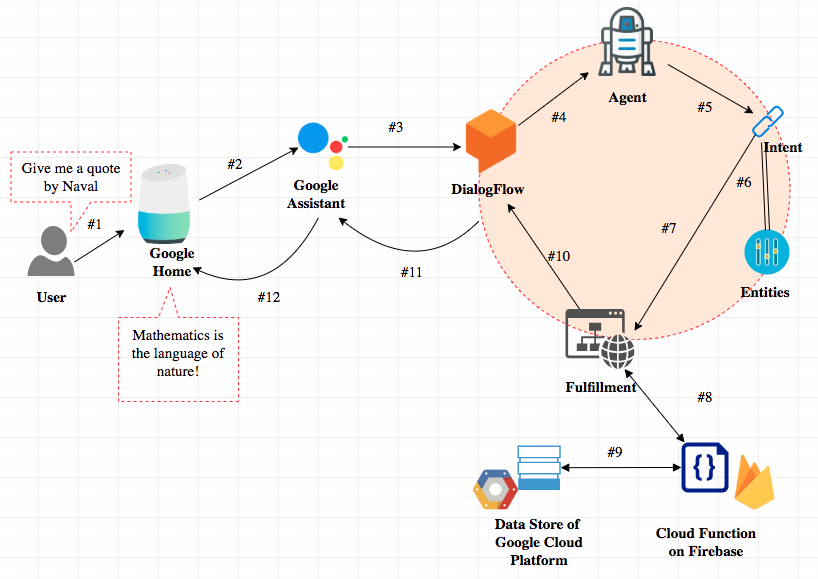 Give me a quote
by Naval
#1
User
Google
Home
Mathematics is
the language of
nature!
#2
Google
Assistant
#3
DialogFlow
#4
Agent
#5
Intent
#6
Entities
#7
Fulfillment
#8
Cloud Function
on Firebase
#9
Data Store of
Google Cloud
Platform
#10
#11
#12
{}